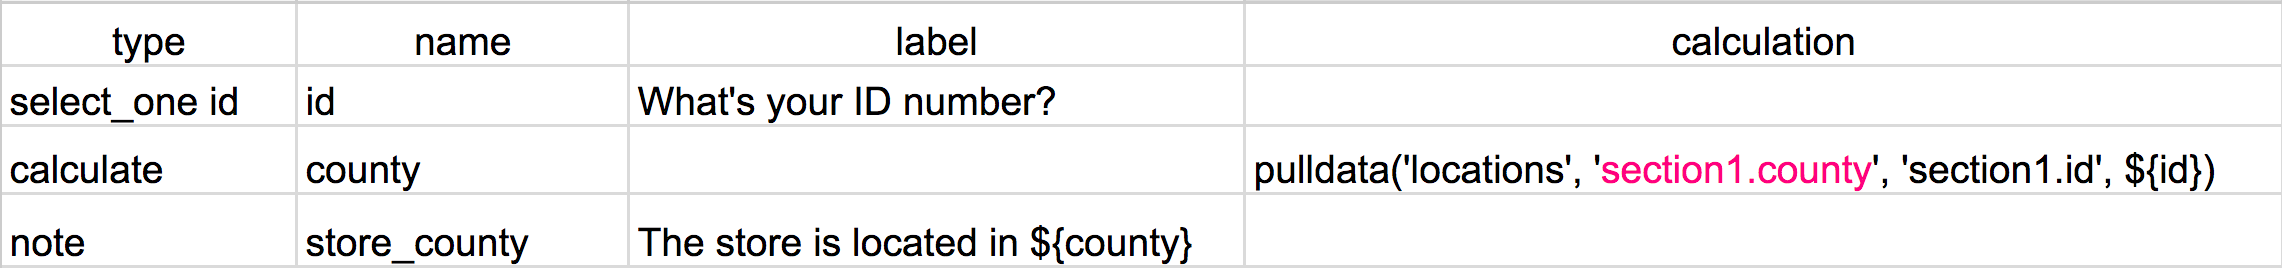 type name label calculation
select_one id id What's your ID number?
calculate county pulldata('locations', 'section1.county', 'section1.id', ${id})
note store_county The store is located in ${county}